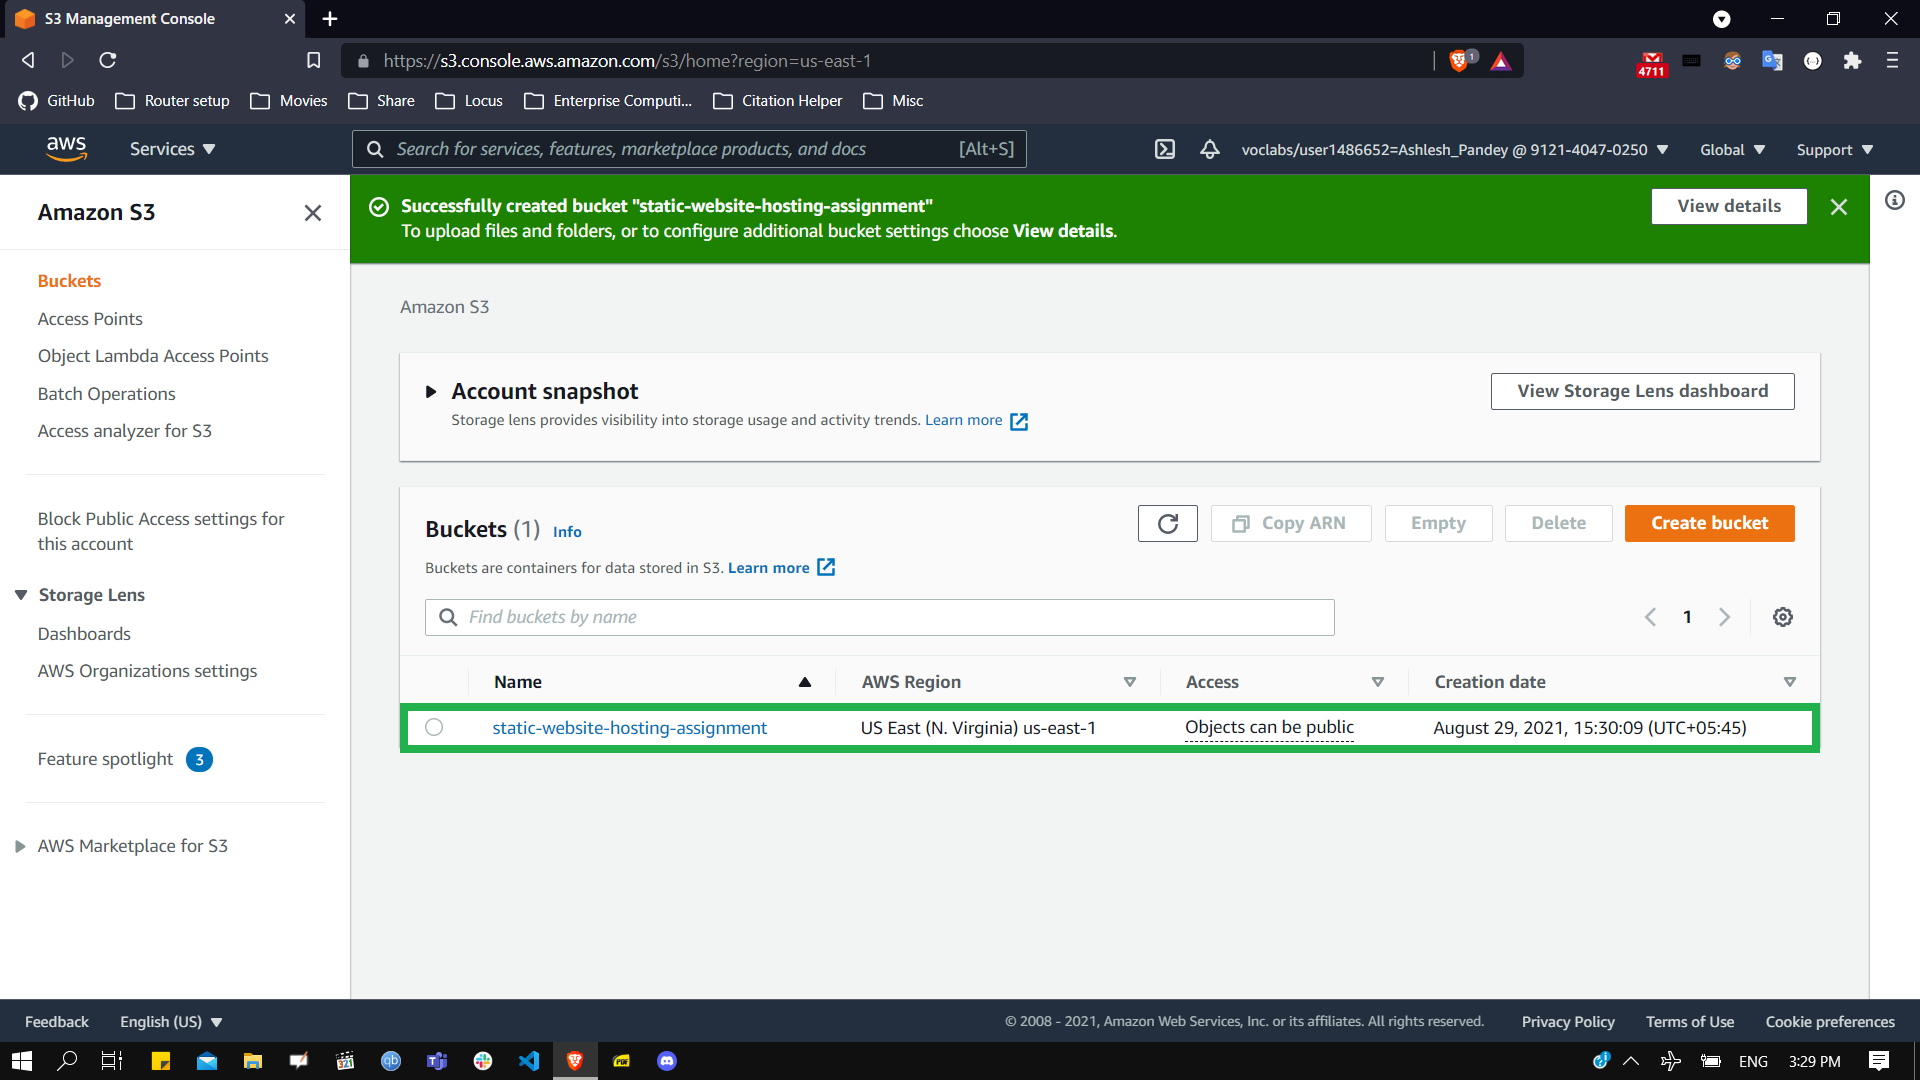 S3 Management Console
https://s3.console.aws.amazon.com/s3/home?region=us-east-1
1
4711
GitHub
Router setup
Movies
Share
Locus
Enterprise Computi...
Citation Helper
Misc
aws
Services
Search for services, features, marketplace products, and docs
[Alt+S]
voclabs/user1486652=Ashlesh_Pandey @ 9121-4047-0250
Global
Support
Amazon S3
Buckets
Access Points
Object Lambda Access Points
Batch Operations
Access analyzer for S3
Block Public Access settings for
this account
Storage Lens
Dashboards
AWS Organizations settings
Feature spotlight
3
AWS Marketplace for S3
Successfully created bucket "static-website-hosting-assignment"
To upload files and folders, or to configure additional bucket settings choose View details.
View details
Amazon S3
Account snapshot
Storage lens provides visibility into storage usage and activity trends. Learn more
View Storage Lens dashboard
Buckets (1) Info
Buckets are containers for data stored in S3. Learn more
Copy ARN
Empty
Delete
Create bucket
Find buckets by name
1
Name
AWS Region
Access
Creation date
static-website-hosting-assignment
US East (N. Virginia) us-east-1
Objects can be public
August 29, 2021, 15:30:09 (UTC+05:45)
Feedback
English (US)
© 2008 - 2021, Amazon Web Services, Inc. or its affiliates. All rights reserved.
Privacy Policy
Terms of Use
Cookie preferences
321
qb
PDF
ENG
3:29 PM